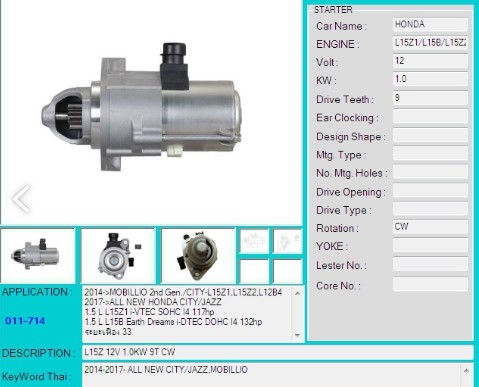 STARTER
Car Name : HONDA
ENGINE : L15Z1/L15B/L15Z2
Volt : 12
KW : 1.0
Drive Teeth : 9
Ear Clocking :
Design Shape :
Mtg. Type :
No. Mtg. Holes :
Drive Opening :
Drive Type :
Rotation : CW
YOKE :
Lester No. :
Core No. :
APPLICATION :
2014->MOBILLIO 2nd Gen./CITY-L15Z1,L15Z2,L12B4
2017->ALL NEW HONDA CITY/JAZZ
1.5 L L15Z1 i-VTEC SOHC I4 117hp
1.5 L L15B Earth Dreams i-DTEC DOHC I4 132hp
ระยะเฟือง 33
011-714
DESCRIPTION : L15Z 12V 1.0KW 9T CW
KeyWord Thai : 2014-2017- ALL NEW CITY/JAZZ,MOBILLIO